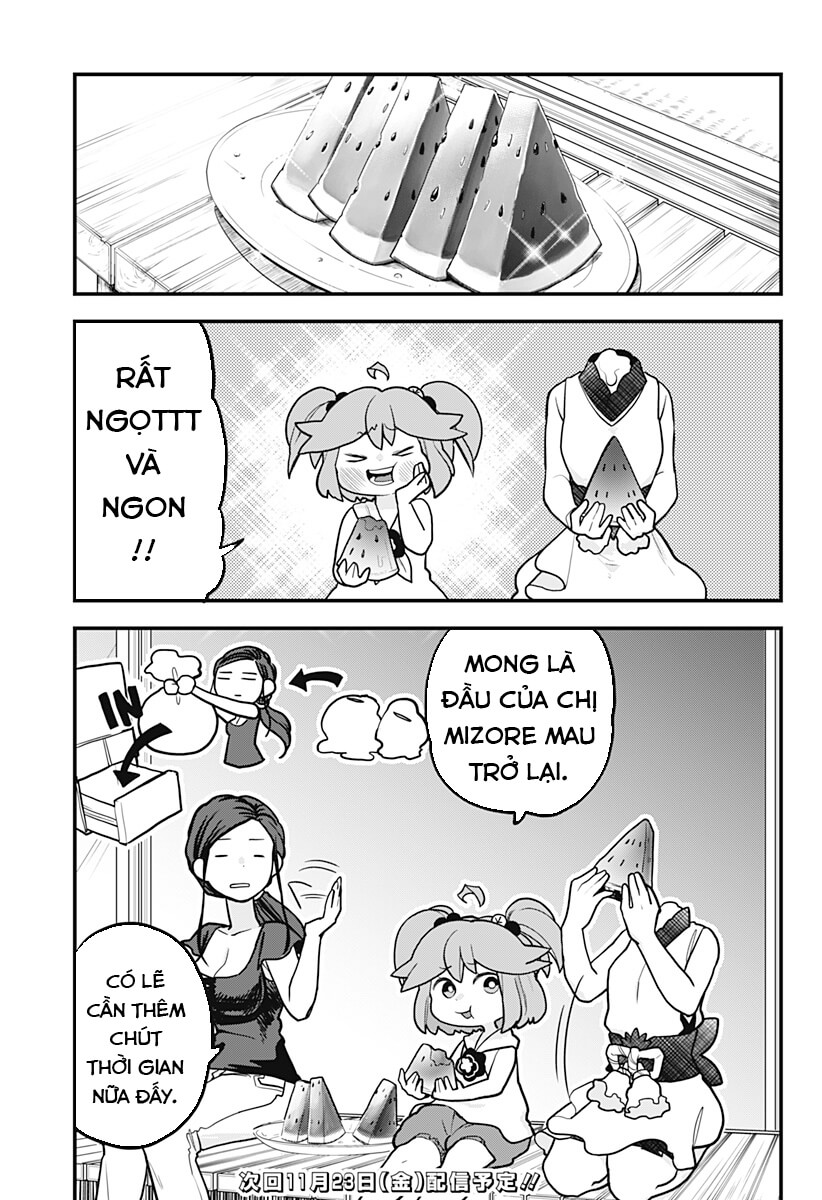 RẤT
NGỌTTT
VÀ
NGON
!!
MONG LÀ
ĐẦU CỦA CHỊ
MIZORE MAU
TRỞ LẠI.
IN
CÓ LẼ
CẦN THÊM
CHÚT
THỜI GIAN
NỮA ĐẤY.
次回11月23日(金)配信予定!!